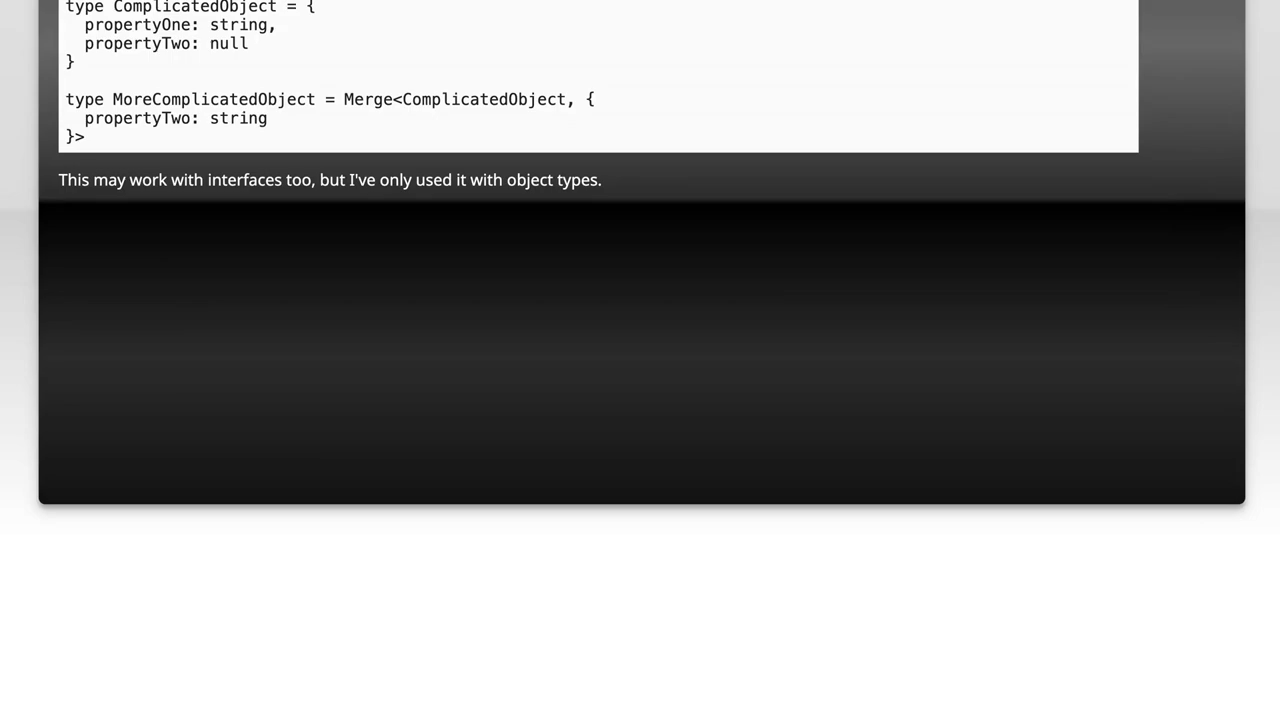 type ComplicatedObject = {
  propertyOne: string,
  propertyTwo: null
}
type MoreComplicatedObject = Merge<ComplicatedObject, {
  propertyTwo: string
}>
This may work with interfaces too, but I've only used it with object types.